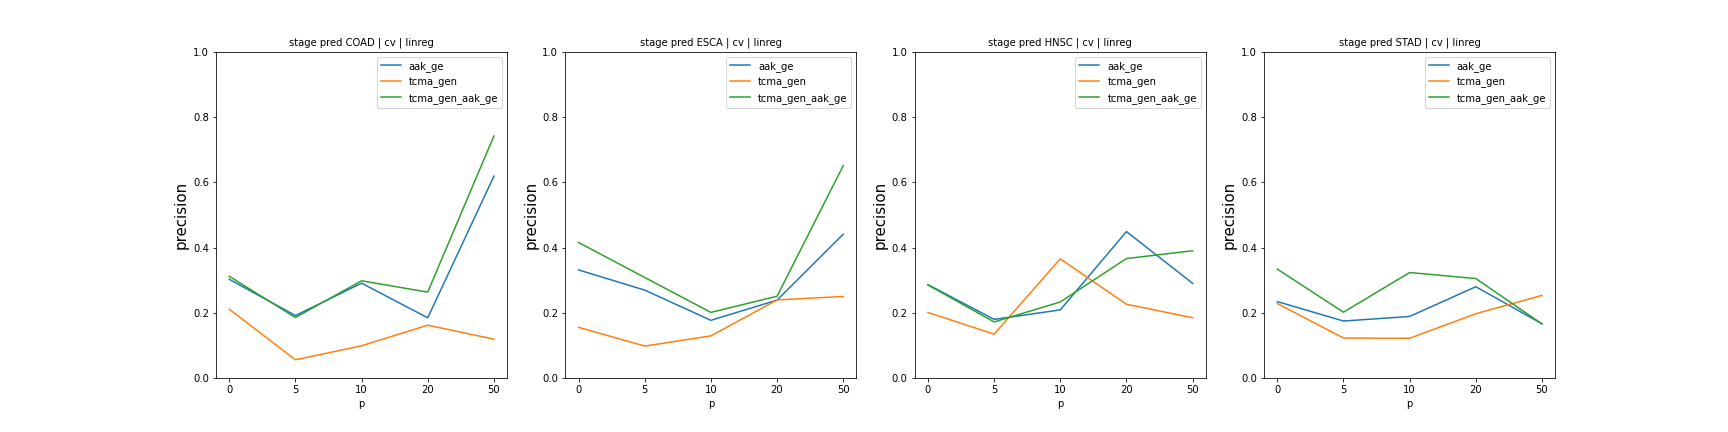 stage pred COAD | cv | linreg
1.0
0.8
0.6
0.4
0.2
0.0
precision
aak_ge
tcma_gen
tcma_gen_aak_ge
0 5 10 20 50
p
stage pred ESCA | cv | linreg
1.0
0.8
0.6
0.4
0.2
0.0
precision
aak_ge
tcma_gen
tcma_gen_aak_ge
0 5 10 20 50
p
stage pred HNSC | cv | linreg
1.0
0.8
0.6
0.4
0.2
0.0
precision
aak_ge
tcma_gen
tcma_gen_aak_ge
0 5 10 20 50
p
stage pred STAD | cv | linreg
1.0
0.8
0.6
0.4
0.2
0.0
precision
aak_ge
tcma_gen
tcma_gen_aak_ge
0 5 10 20 50
p